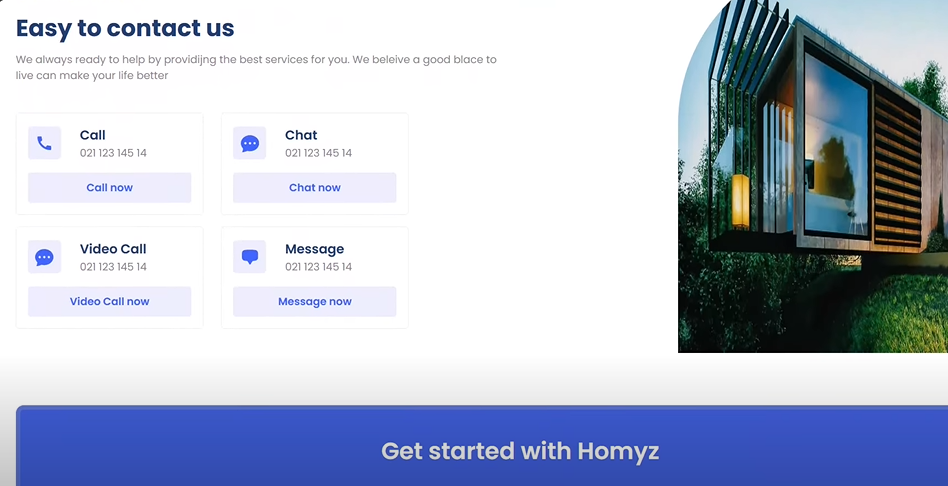 Easy to contact us
We always ready to help by providijng the best services for you. We beleive a good blace to
live can make your life better
Call
021 123 145 14
Call now
Chat
021 123 145 14
Chat now
Video Call
021 123 145 14
Video Call now
Message
021 123 145 14
Message now
Get started with Homyz